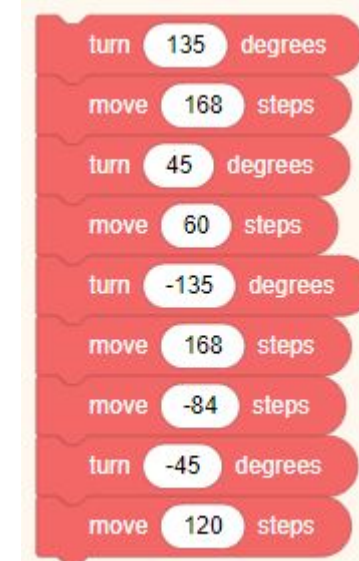 turn 135 degrees
move 168 steps
turn 45 degrees
move 60 steps
turn -135 degrees
move 168 steps
move -84 steps
turn -45 degrees
move 120 steps